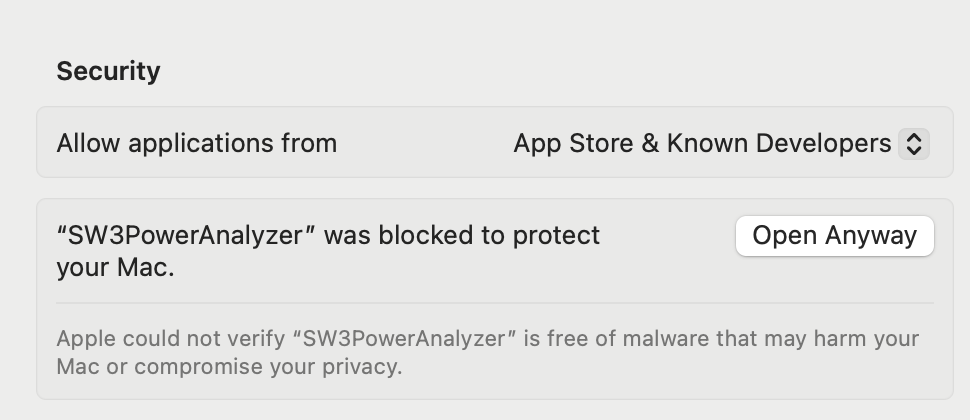 Security
Allow applications from
App Store & Known Developers
“SW3PowerAnalyzer” was blocked to protect
your Mac.
Open Anyway
Apple could not verify “SW3PowerAnalyzer” is free of malware that may harm your
Mac or compromise your privacy.